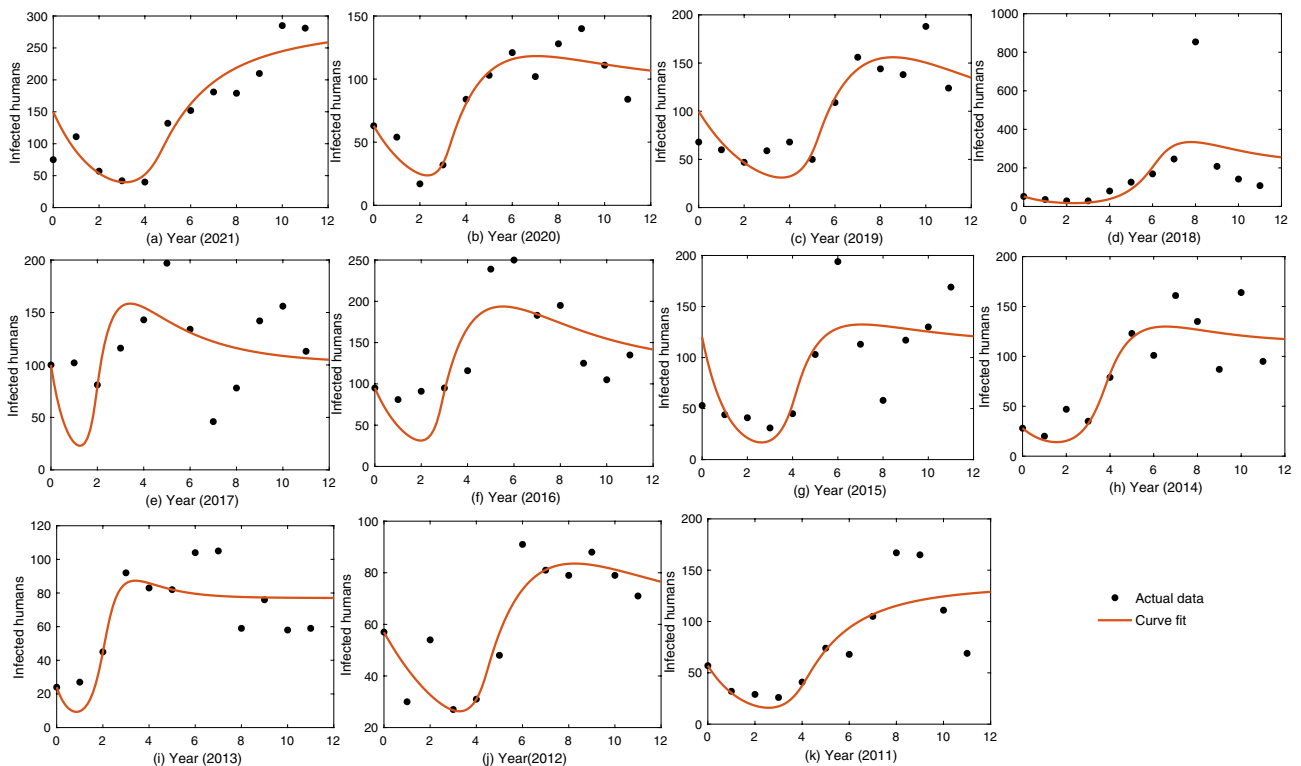 300
250
200
150
100
50
0
Infected humans
0 2 4 6 8 10 12
(a) Year (2021)
150
100
50
0
Infected humans
0 2 4 6 8 10 12
(b) Year (2020)
200
150
100
50
0
Infected humans
0 2 4 6 8 10 12
(c) Year (2019)
1000
800
600
400
200
0
Infected humans
0 2 4 6 8 10 12
(d) Year (2018)
200
150
100
50
0
Infected humans
0 2 4 6 8 10 12
(e) Year (2017)
250
200
150
100
50
0
Infected humans
0 2 4 6 8 10 12
(f) Year (2016)
200
150
100
50
0
Infected humans
0 2 4 6 8 10 12
(g) Year (2015)
200
150
100
50
0
Infected humans
0 2 4 6 8 10 12
(h) Year (2014)
120
100
80
60
40
20
0
Infected humans
0 2 4 6 8 10 12
(i) Year (2013)
100
80
60
40
20
Infected humans
0 2 4 6 8 10 12
(j) Year(2012)
200
150
100
50
0
Infected humans
0 2 4 6 8 10 12
(k) Year (2011)
Actual data
Curve fit